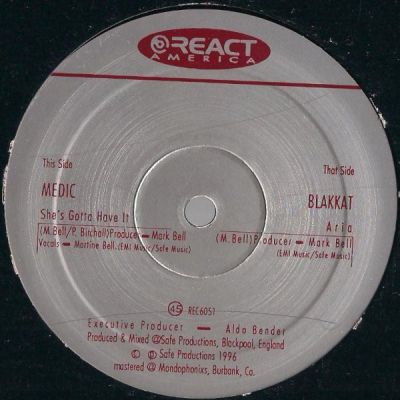 REACT
AMERICA
This Side
MEDIC
She's Gotta Have It
(M.Bell/P. Birchall)Producer — Mark Bell
Vocals — Martine Bell.(EMI Music/Safe Music)
That Side
BLAKKAT
Aria
(M.Bell)Producer — Mark Bell
(EMI Music/Safe Music)
45 REC6051
Executive Producer — Aldo Bender
Produced & Mixed @Safe Productions, Blackpool, England
© ℗ Safe Productions 1996
mastered @ Mondophonixs, Burbank, Ca.